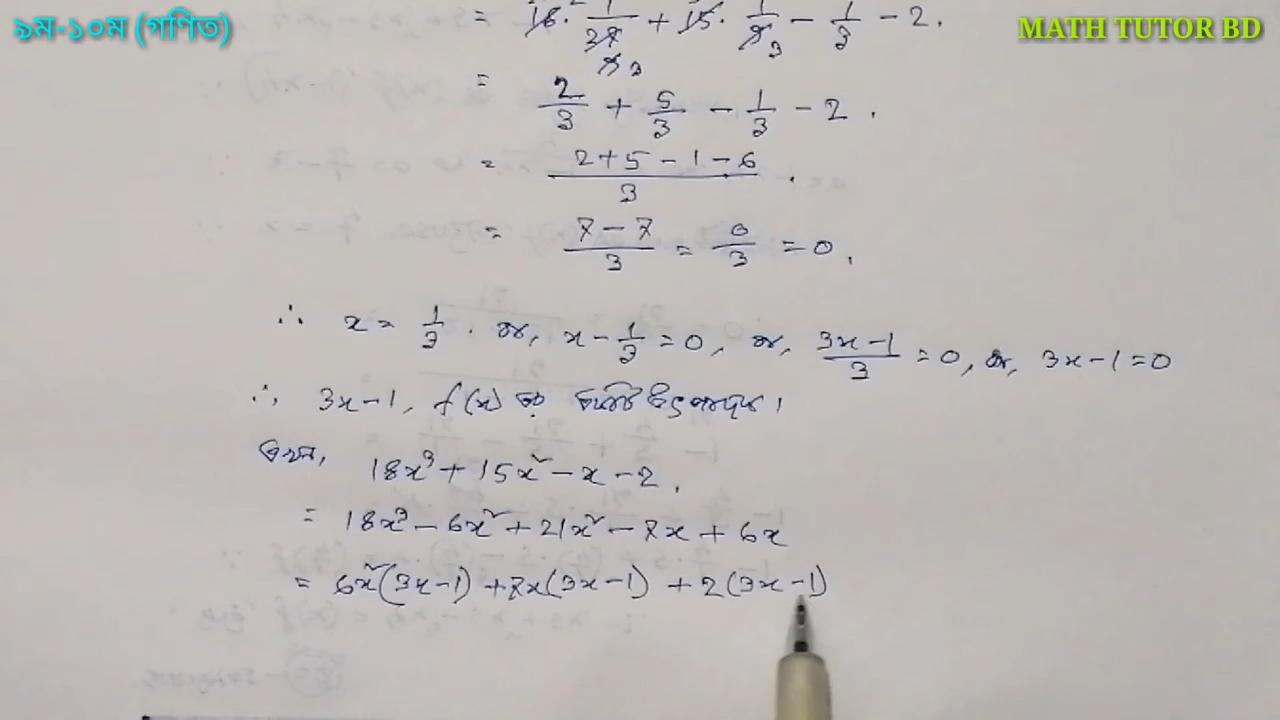 ৯ম-১০ম (গণিত)
MATH TUTOR BD
= 18· 1/27 + 15· 1/9 − 1/3 − 2.
= 2/3 + 5/3 − 1/3 − 2.
= (2+5−1−6)/3.
= (7−7)/3 = 0/3 = 0.
∴ x = 1/3. or, x − 1/3 = 0, or, (3x−1)/3 = 0, or, 3x−1=0
∴ 3x−1, f(x) এর একটি উৎপাদক।
এখন, 18x³ + 15x² − x − 2.
= 18x³ − 6x² + 21x² − 7x + 6x
= 6x²(3x−1) + 7x(3x−1) + 2(3x−1)